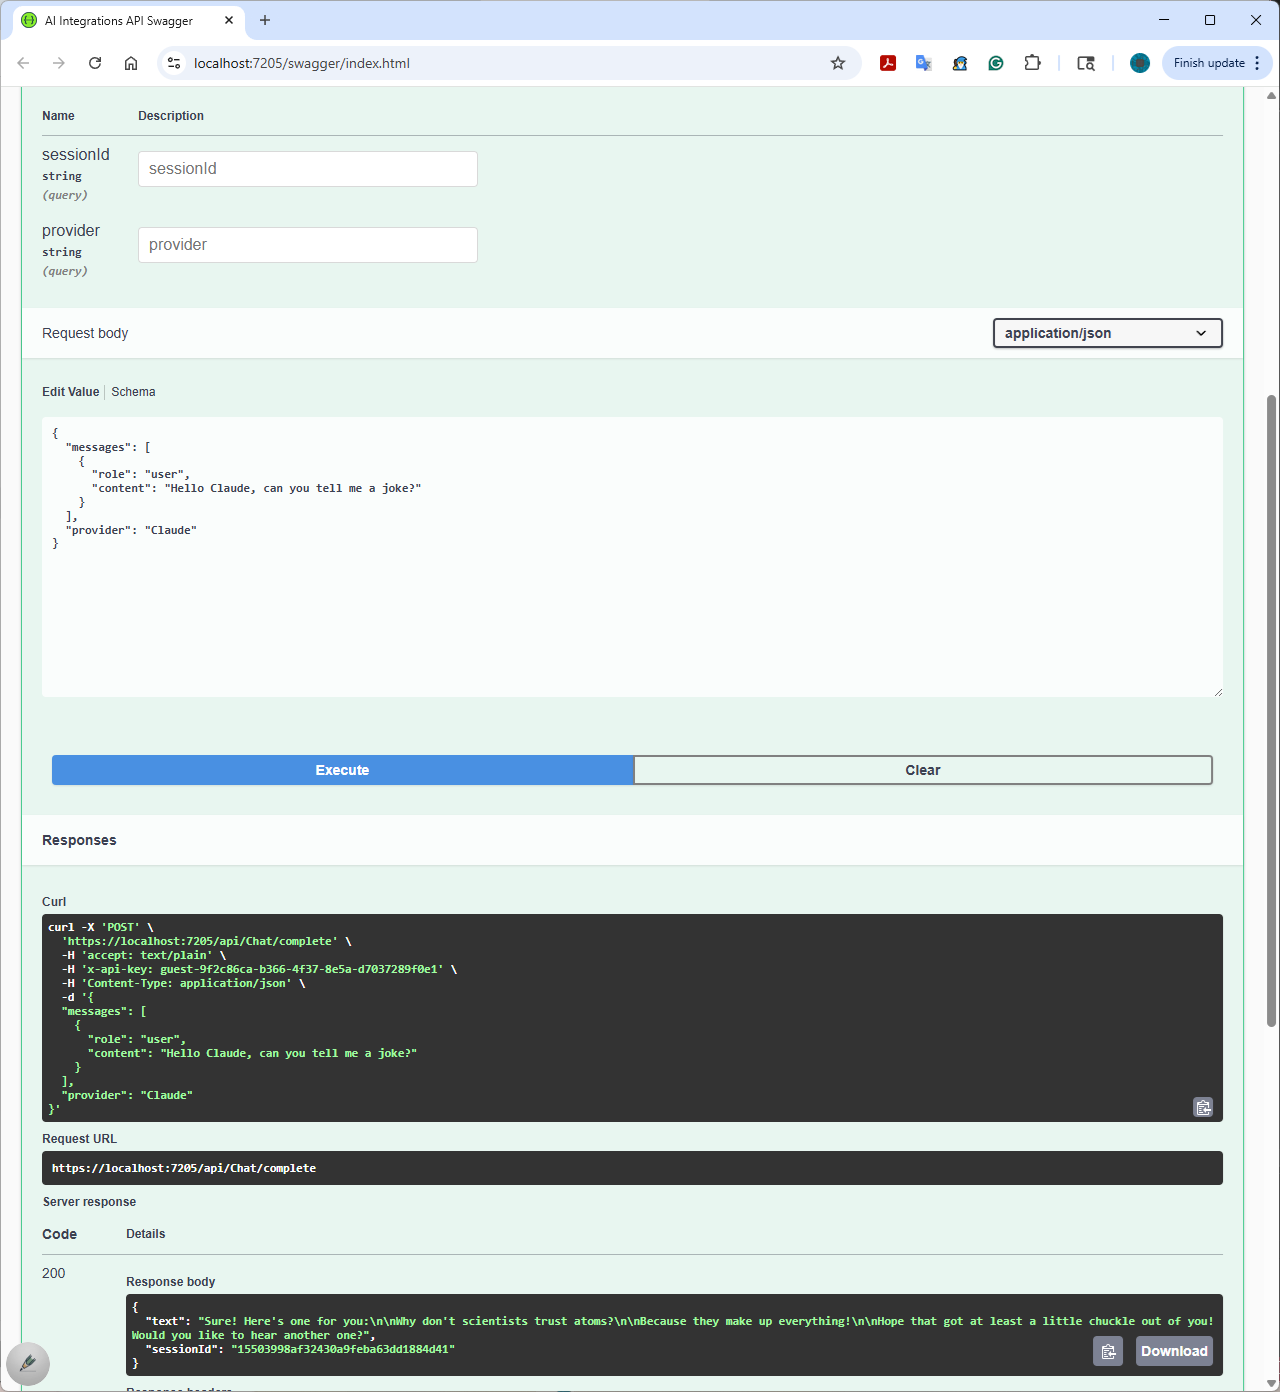 AI Integrations API Swagger
localhost:7205/swagger/index.html
Finish update
Name Description
sessionId
string
(query)
sessionId
provider
string
(query)
provider
Request body
application/json
Edit Value Schema
{
  "messages": [
    {
      "role": "user",
      "content": "Hello Claude, can you tell me a joke?"
    }
  ],
  "provider": "Claude"
}
Execute
Clear
Responses
Curl
curl -X 'POST' \
  'https://localhost:7205/api/Chat/complete' \
  -H 'accept: text/plain' \
  -H 'x-api-key: guest-9f2c86ca-b366-4f37-8e5a-d7037289f0e1' \
  -H 'Content-Type: application/json' \
  -d '{
  "messages": [
    {
      "role": "user",
      "content": "Hello Claude, can you tell me a joke?"
    }
  ],
  "provider": "Claude"
}'
Request URL
https://localhost:7205/api/Chat/complete
Server response
Code Details
200
Response body
{
  "text": "Sure! Here's one for you:\n\nWhy don't scientists trust atoms?\n\nBecause they make up everything!\n\nHope that got at least a little chuckle out of you!
Would you like to hear another one?",
  "sessionId": "15503998af32430a9feba63dd1884d41"
}
Download
Response headers